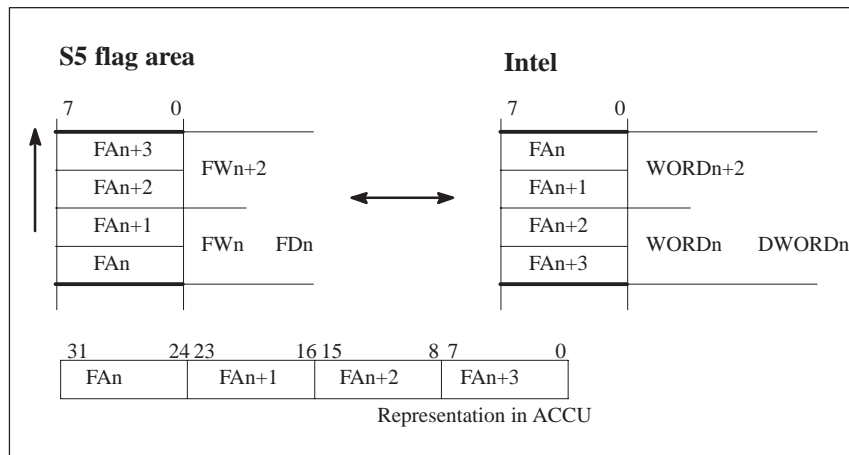 S5 flag area Intel
7 0 7 0
FAn+3 FAn
FWn+2 WORDn+2
FAn+2 FAn+1
FAn+1 FAn+2
FWn FDn WORDn DWORDn
FAn FAn+3
31 24 23 16 15 8 7 0
FAn FAn+1 FAn+2 FAn+3
Representation in ACCU